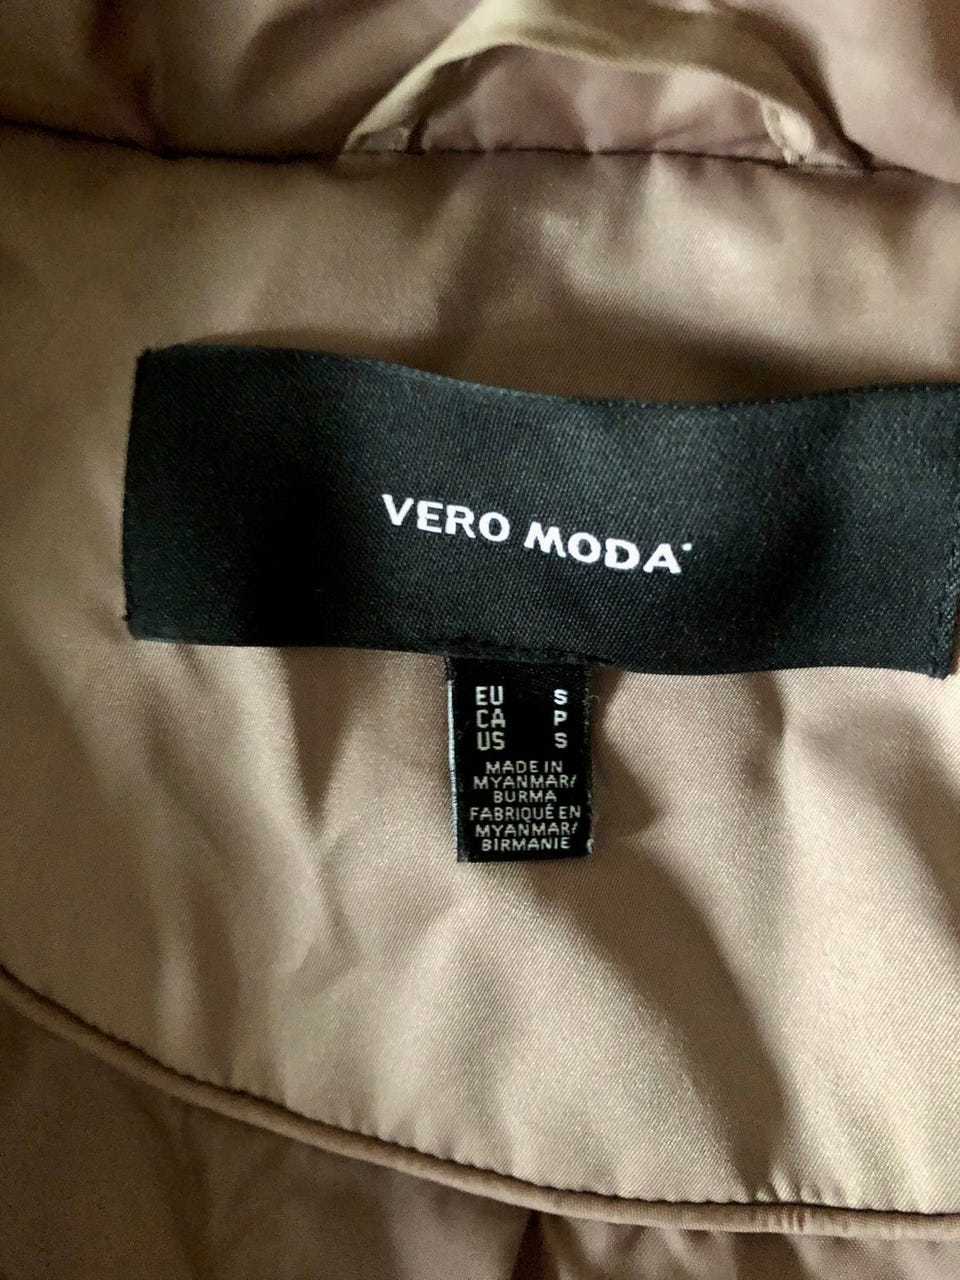 VERO MODA
EU S
CA P
US S
MADE IN
MYANMAR/
BURMA
FABRIQUÉ EN
MYANMAR/
BIRMANIE